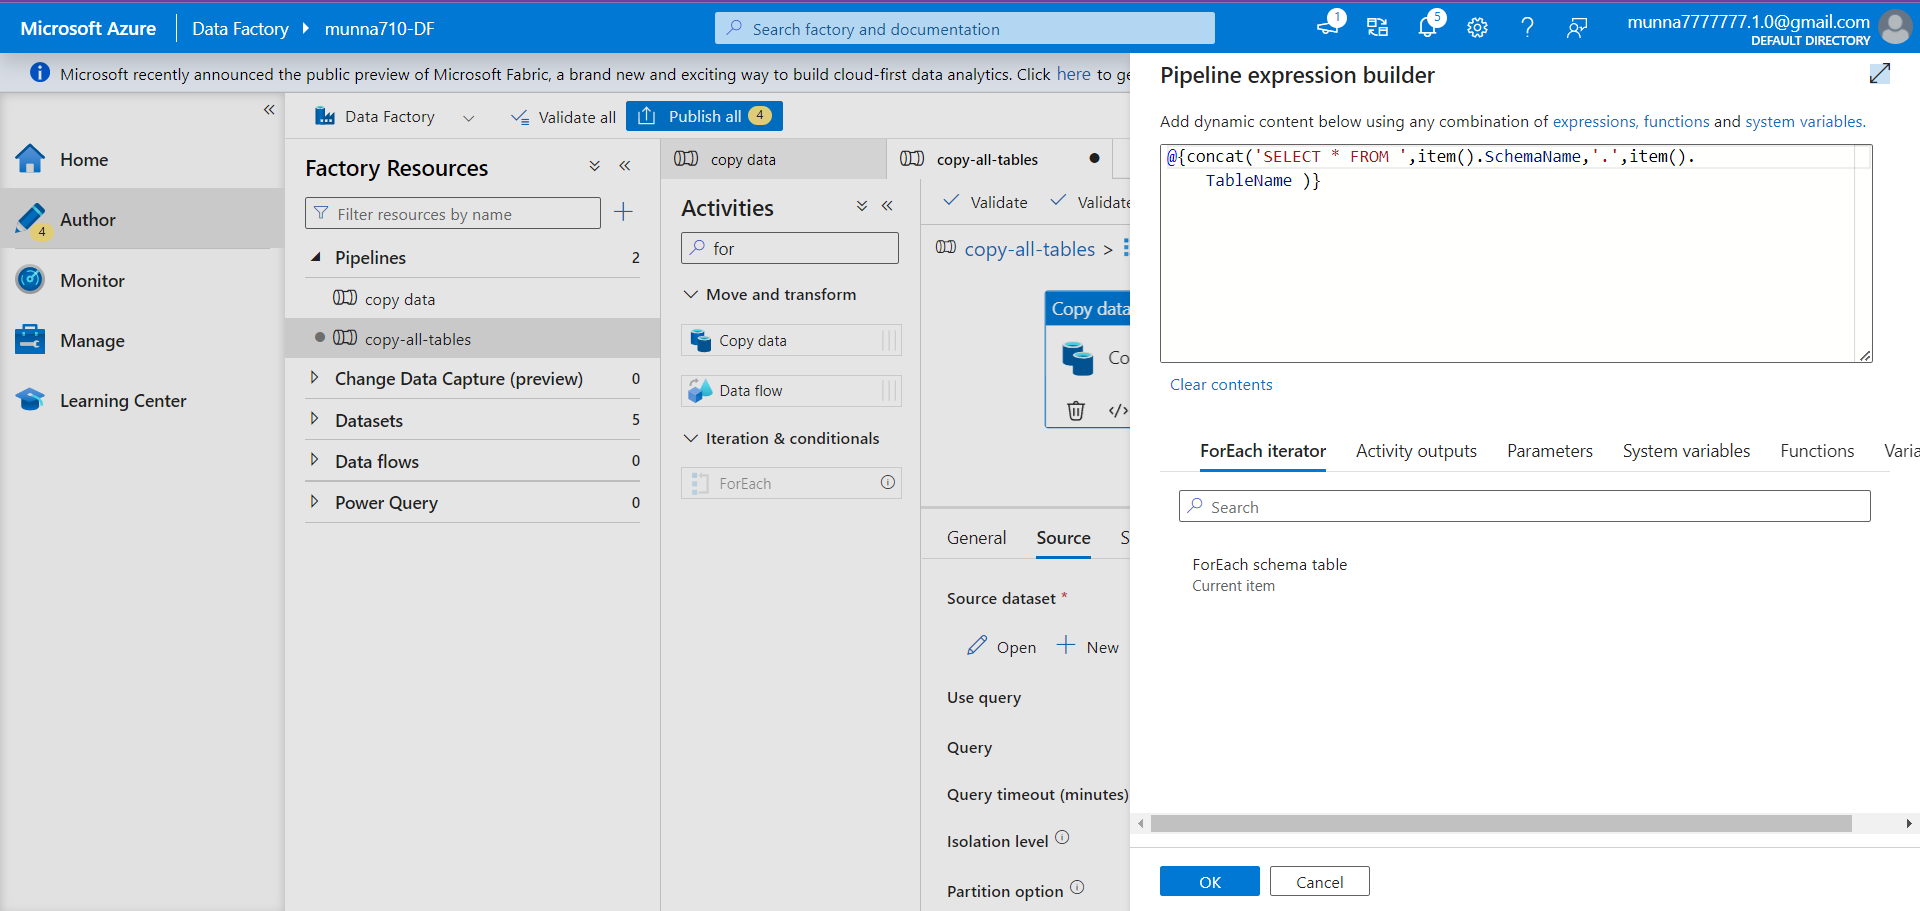 Microsoft Azure
Data Factory
munna710-DF
Search factory and documentation
1
5
munna7777777.1.0@gmail.com
DEFAULT DIRECTORY
Microsoft recently announced the public preview of Microsoft Fabric, a brand new and exciting way to build cloud-first data analytics. Click here to ge
Home
Author
4
Monitor
Manage
Learning Center
Data Factory
Validate all
Publish all 4
Factory Resources
Filter resources by name
Pipelines 2
copy data
copy-all-tables
Change Data Capture (preview) 0
Datasets 5
Data flows 0
Power Query 0
copy data
copy-all-tables
Activities
for
Move and transform
Copy data
Data flow
Iteration & conditionals
ForEach
Validate
Validate
copy-all-tables >
Copy data
Co
General
Source
S
Source dataset *
Open
New
Use query
Query
Query timeout (minutes)
Isolation level
Partition option
Pipeline expression builder
Add dynamic content below using any combination of expressions, functions and system variables.
@{concat('SELECT * FROM ',item().SchemaName,'.',item().
TableName )}
Clear contents
ForEach iterator
Activity outputs
Parameters
System variables
Functions
Varia
Search
ForEach schema table
Current item
OK
Cancel